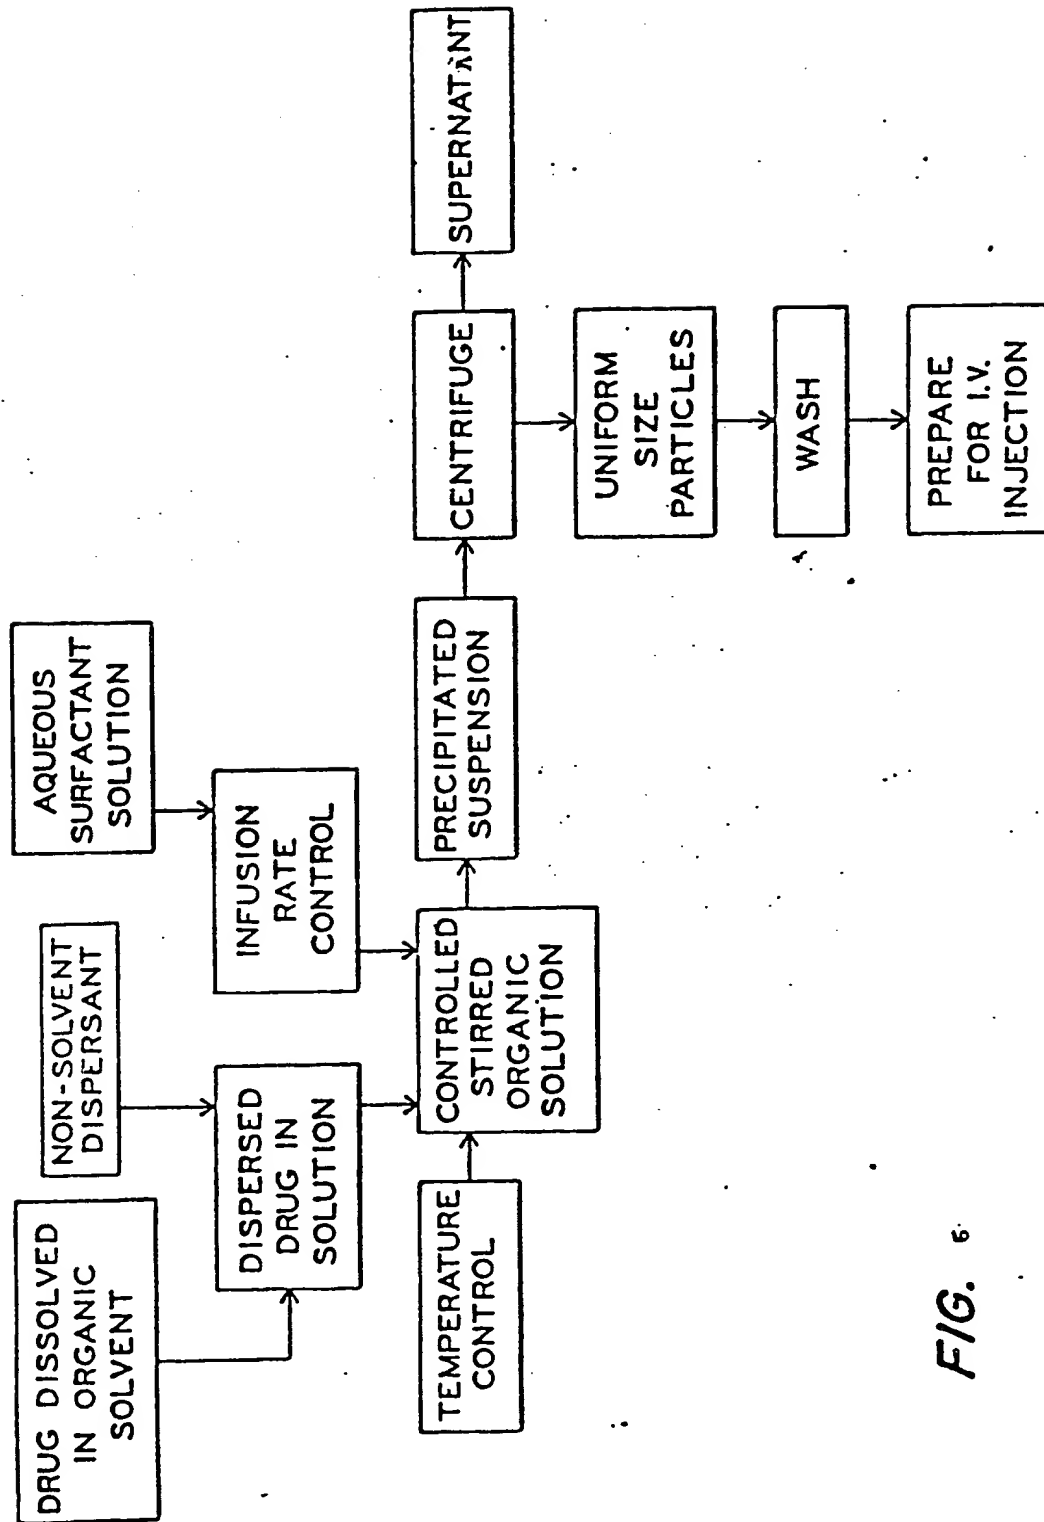 DRUG DISSOLVED
IN ORGANIC
SOLVENT
NON-SOLVENT
DISPERSANT
AQUEOUS
SURFACTANT
SOLUTION
DISPERSED
DRUG IN
SOLUTION
INFUSION
RATE
CONTROL
TEMPERATURE
CONTROL
CONTROLLED
STIRRED
ORGANIC
SOLUTION
PRECIPITATED
SUSPENSION
CENTRIFUGE
SUPERNATANT
UNIFORM
SIZE
PARTICLES
WASH
PREPARE
FOR I.V.
INJECTION
FIG. 5.